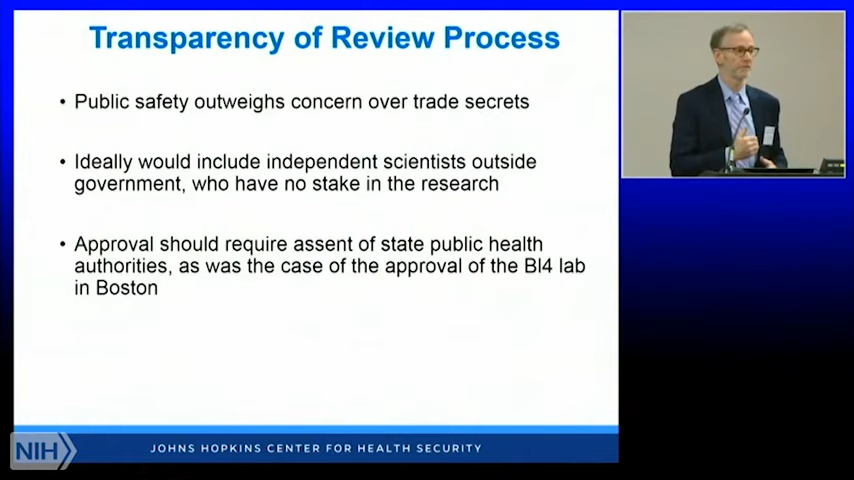 Transparency of Review Process
• Public safety outweighs concern over trade secrets
• Ideally would include independent scientists outside
government, who have no stake in the research
• Approval should require assent of state public health
authorities, as was the case of the approval of the Bl4 lab
in Boston
NIH
JOHNS HOPKINS CENTER FOR HEALTH SECURITY